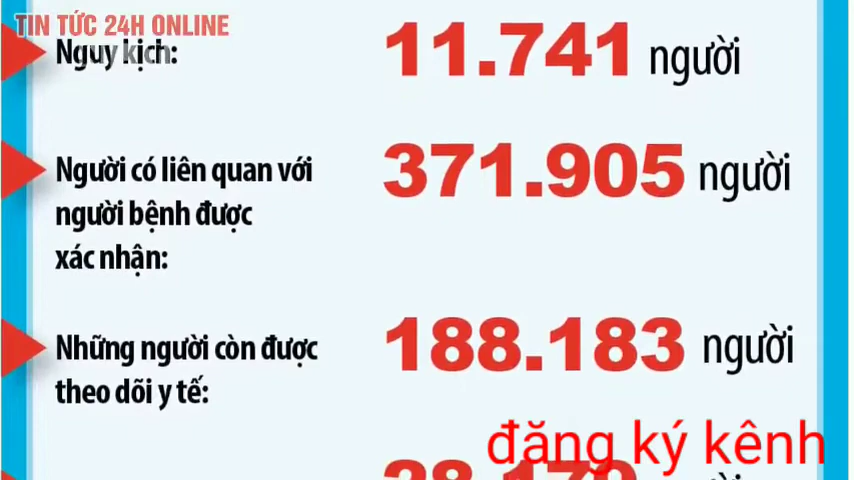 TIN TỨC 24H ONLINE
Nguy kịch: 11.741 người
Người có liên quan với 371.905 người
người bệnh được
xác nhận:
Những người còn được 188.183 người
theo dõi y tế:
đăng ký kênh